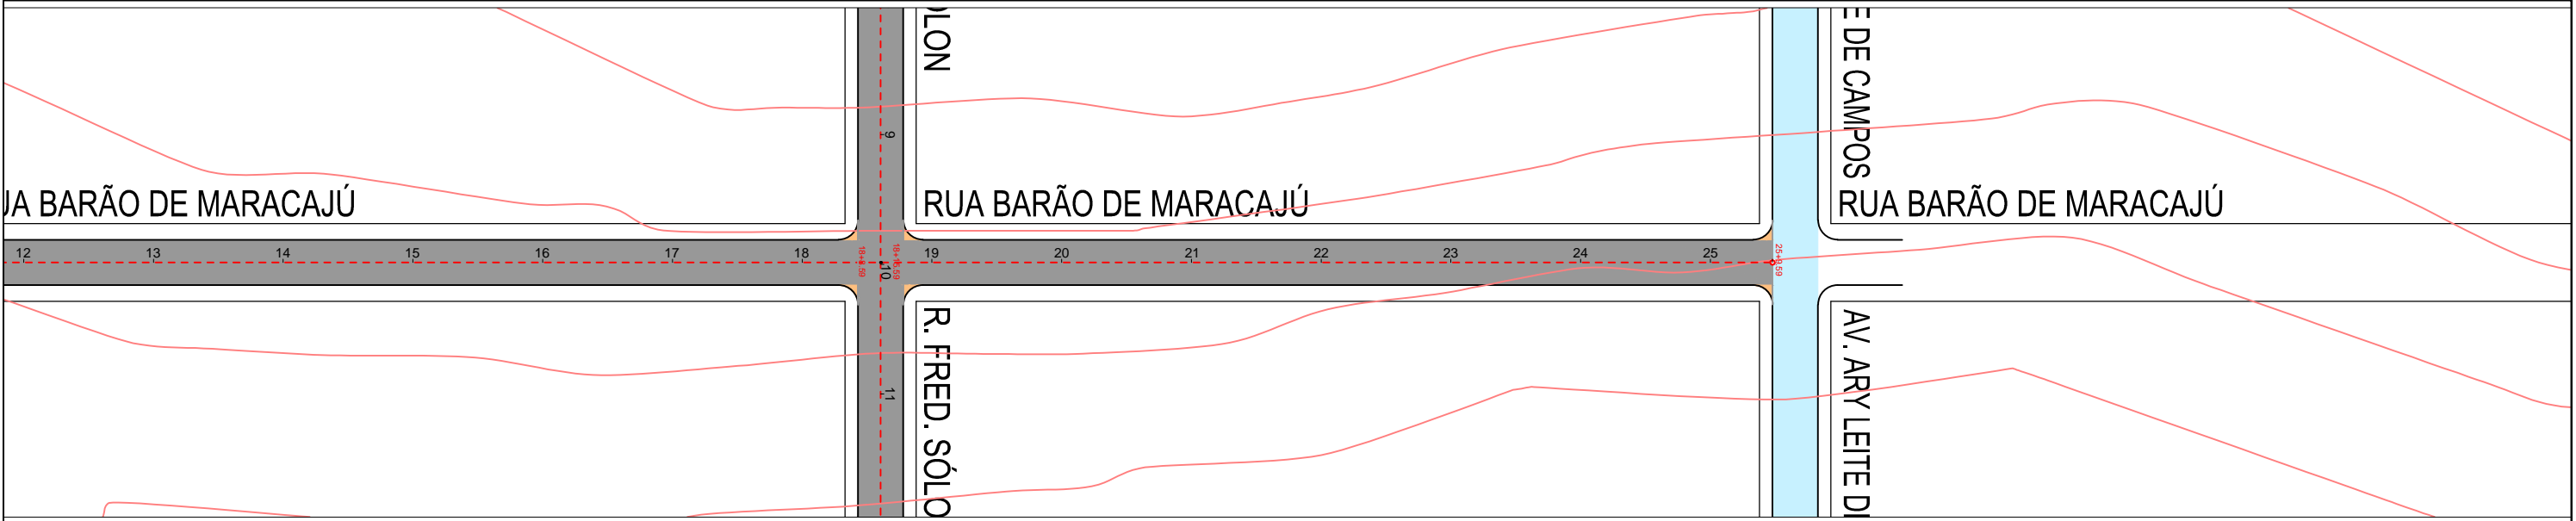 OLON
E DE CAMPOS
9
UA BARÃO DE MARACAJÚ
RUA BARÃO DE MARACAJÚ
RUA BARÃO DE MARACAJÚ
12 13 14 15 16 17 18 19 20 21 22 23 24 25
10
R. FRED. SÓLO
AV. ARY LEITE D
11